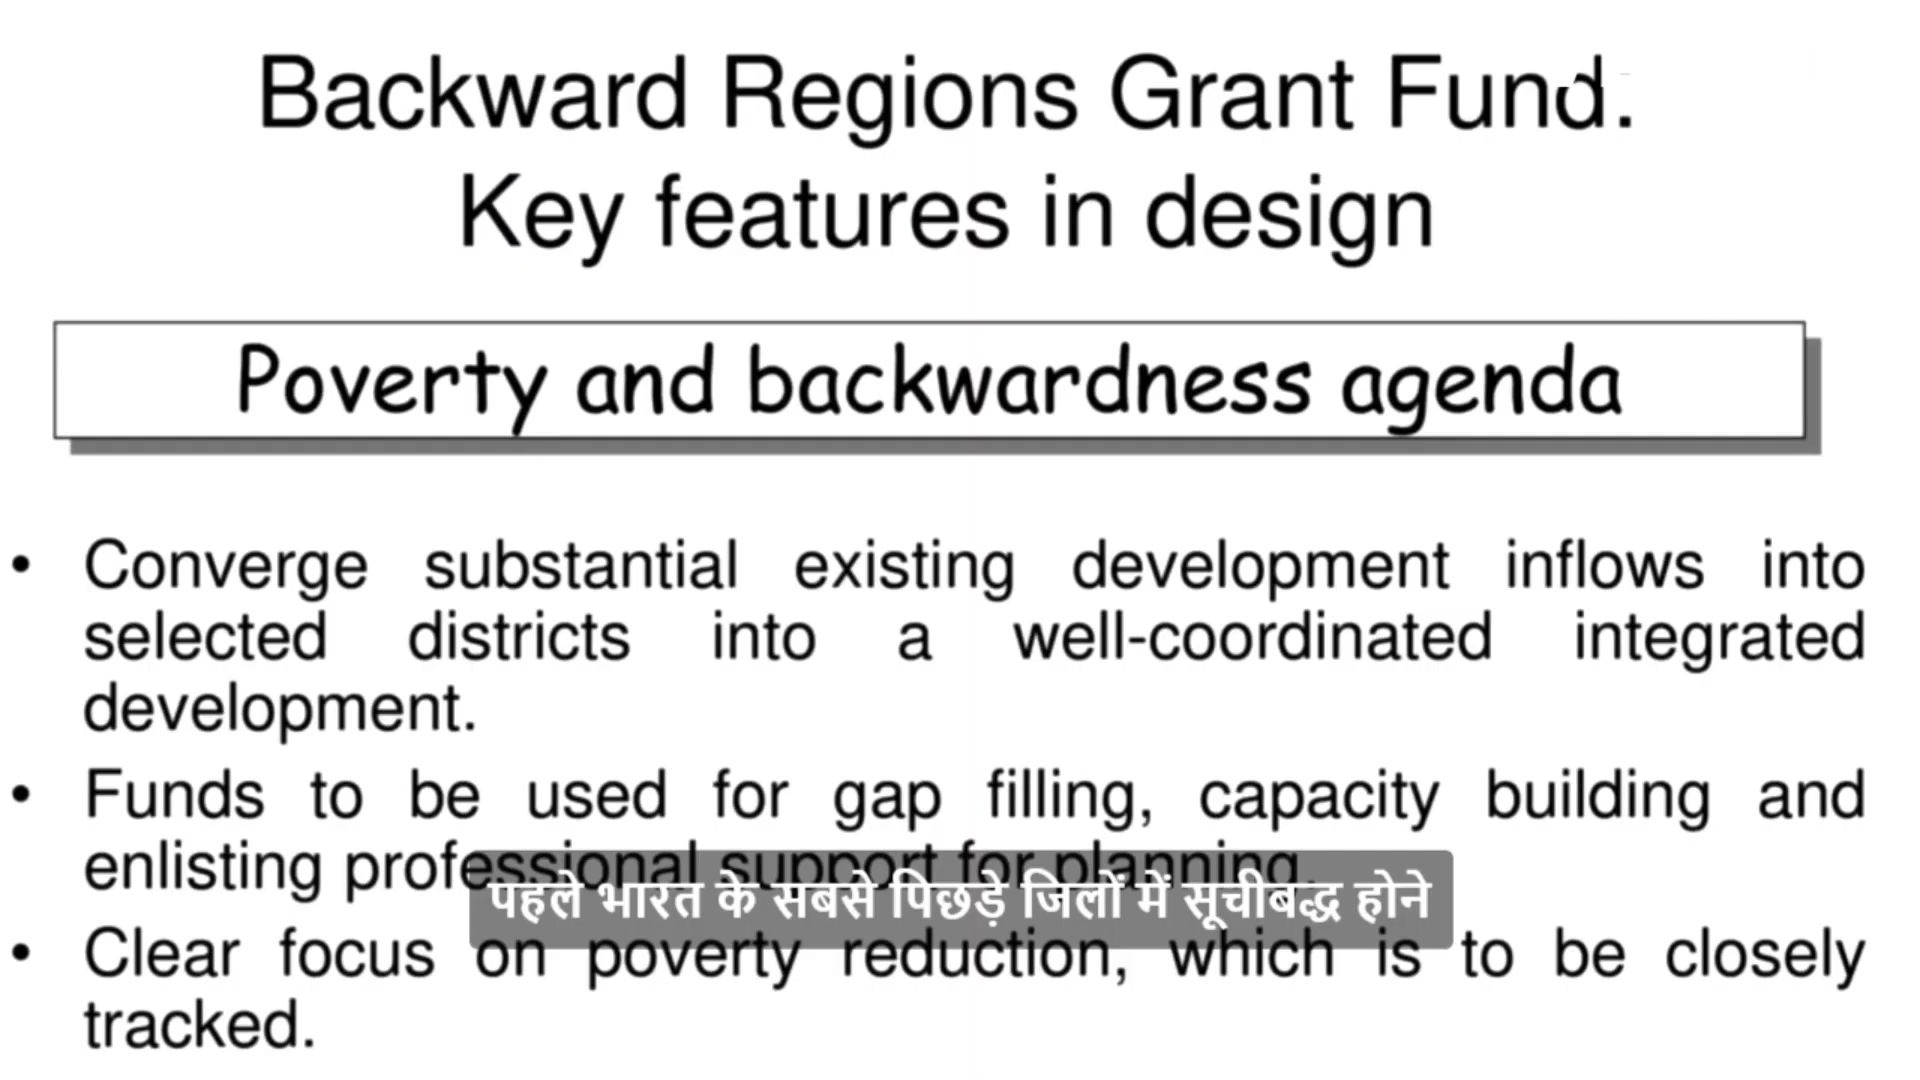 Backward Regions Grant Fund.
Key features in design
Poverty and backwardness agenda
• Converge substantial existing development inflows into
selected districts into a well-coordinated integrated
development.
• Funds to be used for gap filling, capacity building and
enlisting professional support for planning.
पहले भारत के सबसे पिछड़े जिलों में सूचीबद्ध होने
• Clear focus on poverty reduction, which is to be closely
tracked.